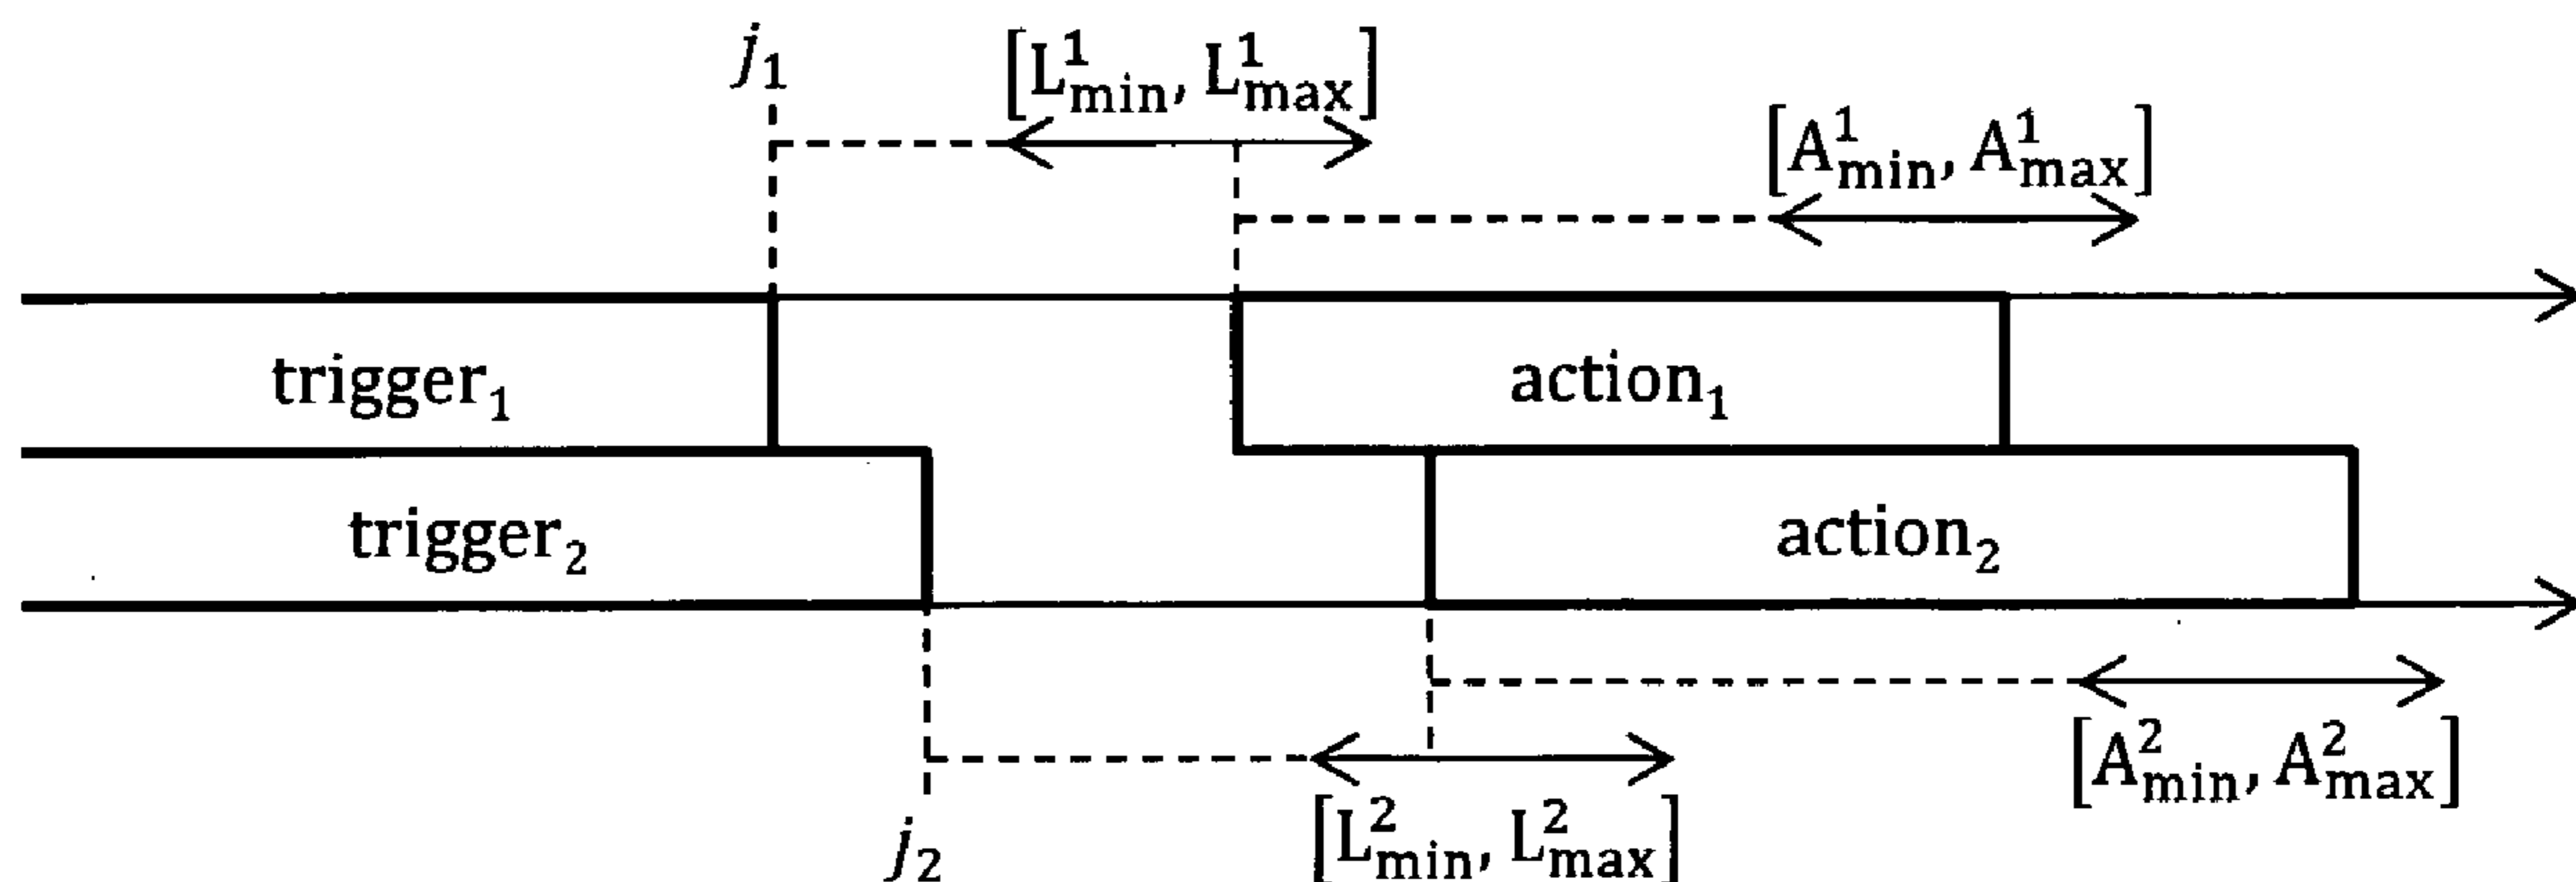 j₁
[L¹min, L¹max]
[A¹min, A¹max]
trigger₁
action₁
trigger₂
action₂
[A²min, A²max]
[L²min, L²max]
j₂